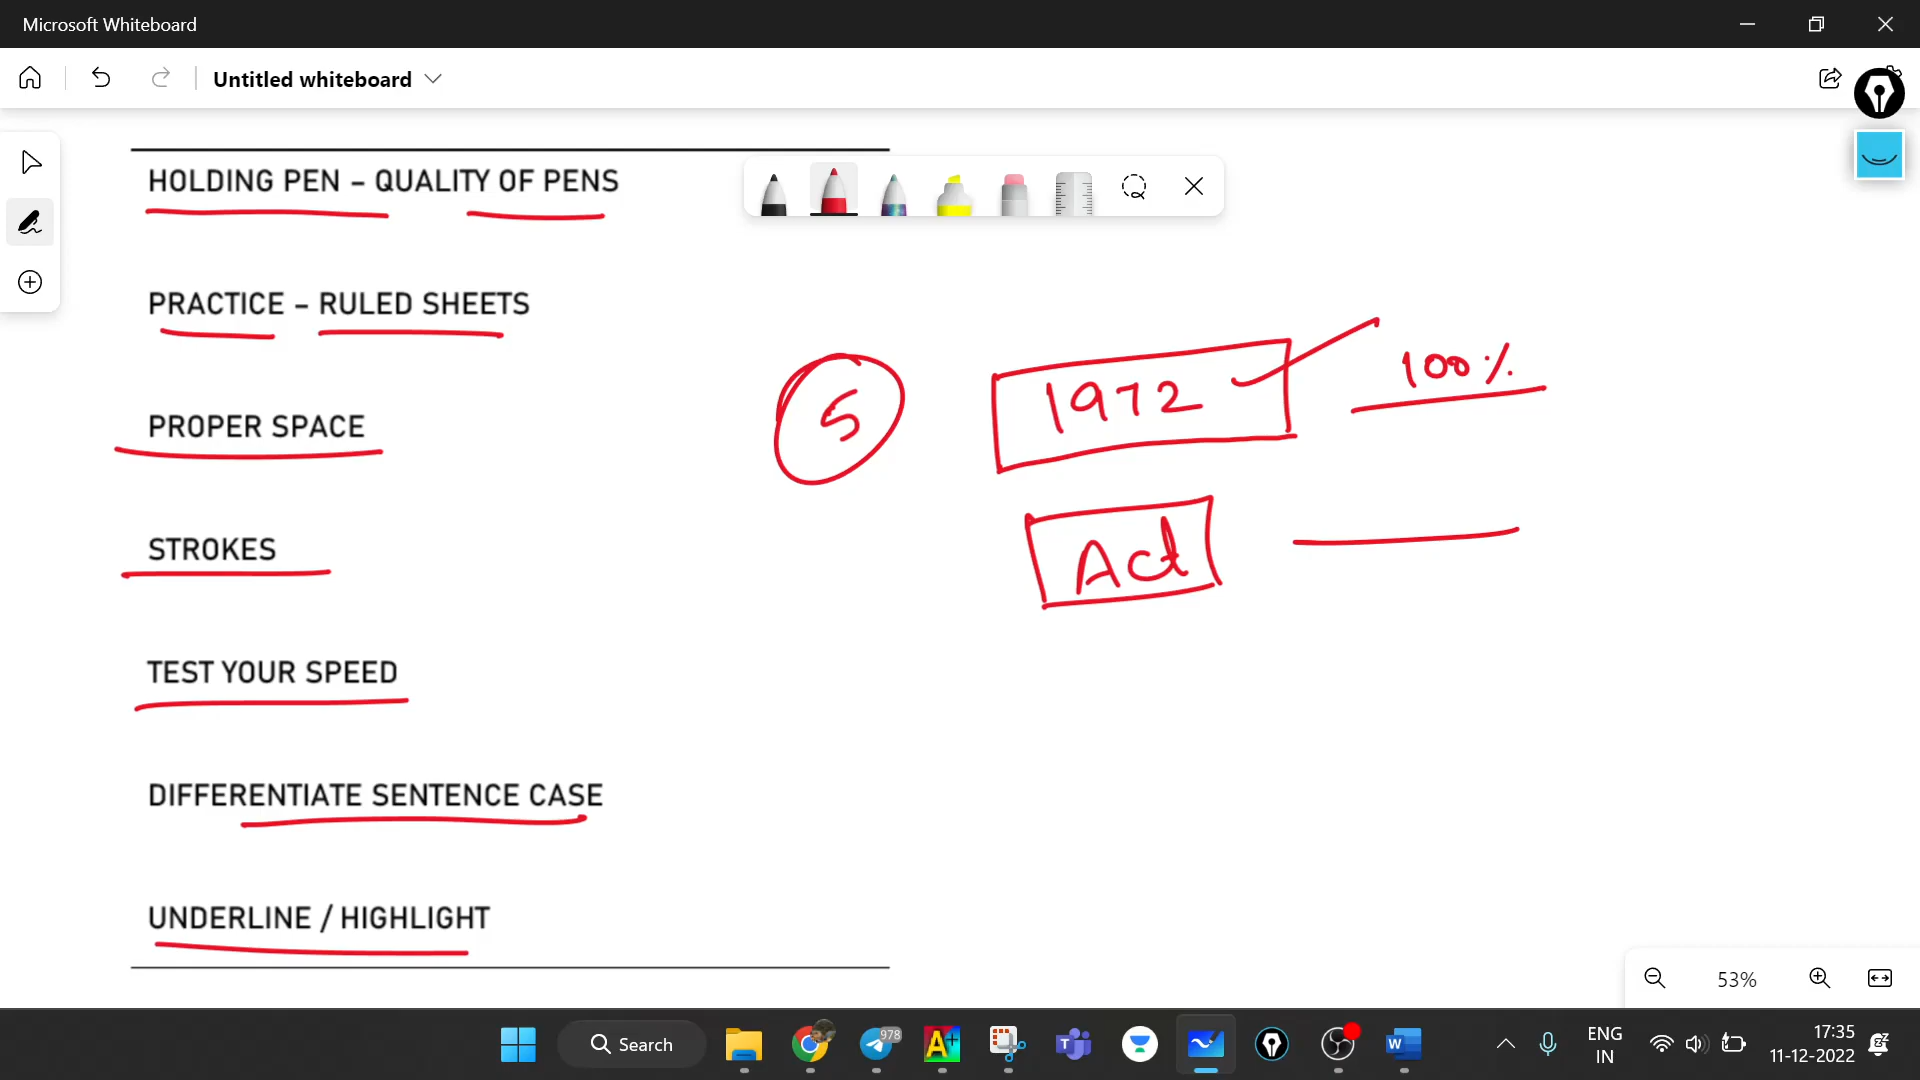 Microsoft Whiteboard
Untitled whiteboard
HOLDING PEN – QUALITY OF PENS
PRACTICE – RULED SHEETS
PROPER SPACE
STROKES
TEST YOUR SPEED
DIFFERENTIATE SENTENCE CASE
UNDERLINE / HIGHLIGHT
5
1972
100%
Act
53%
Search
978
ENG
IN
17:35
11-12-2022